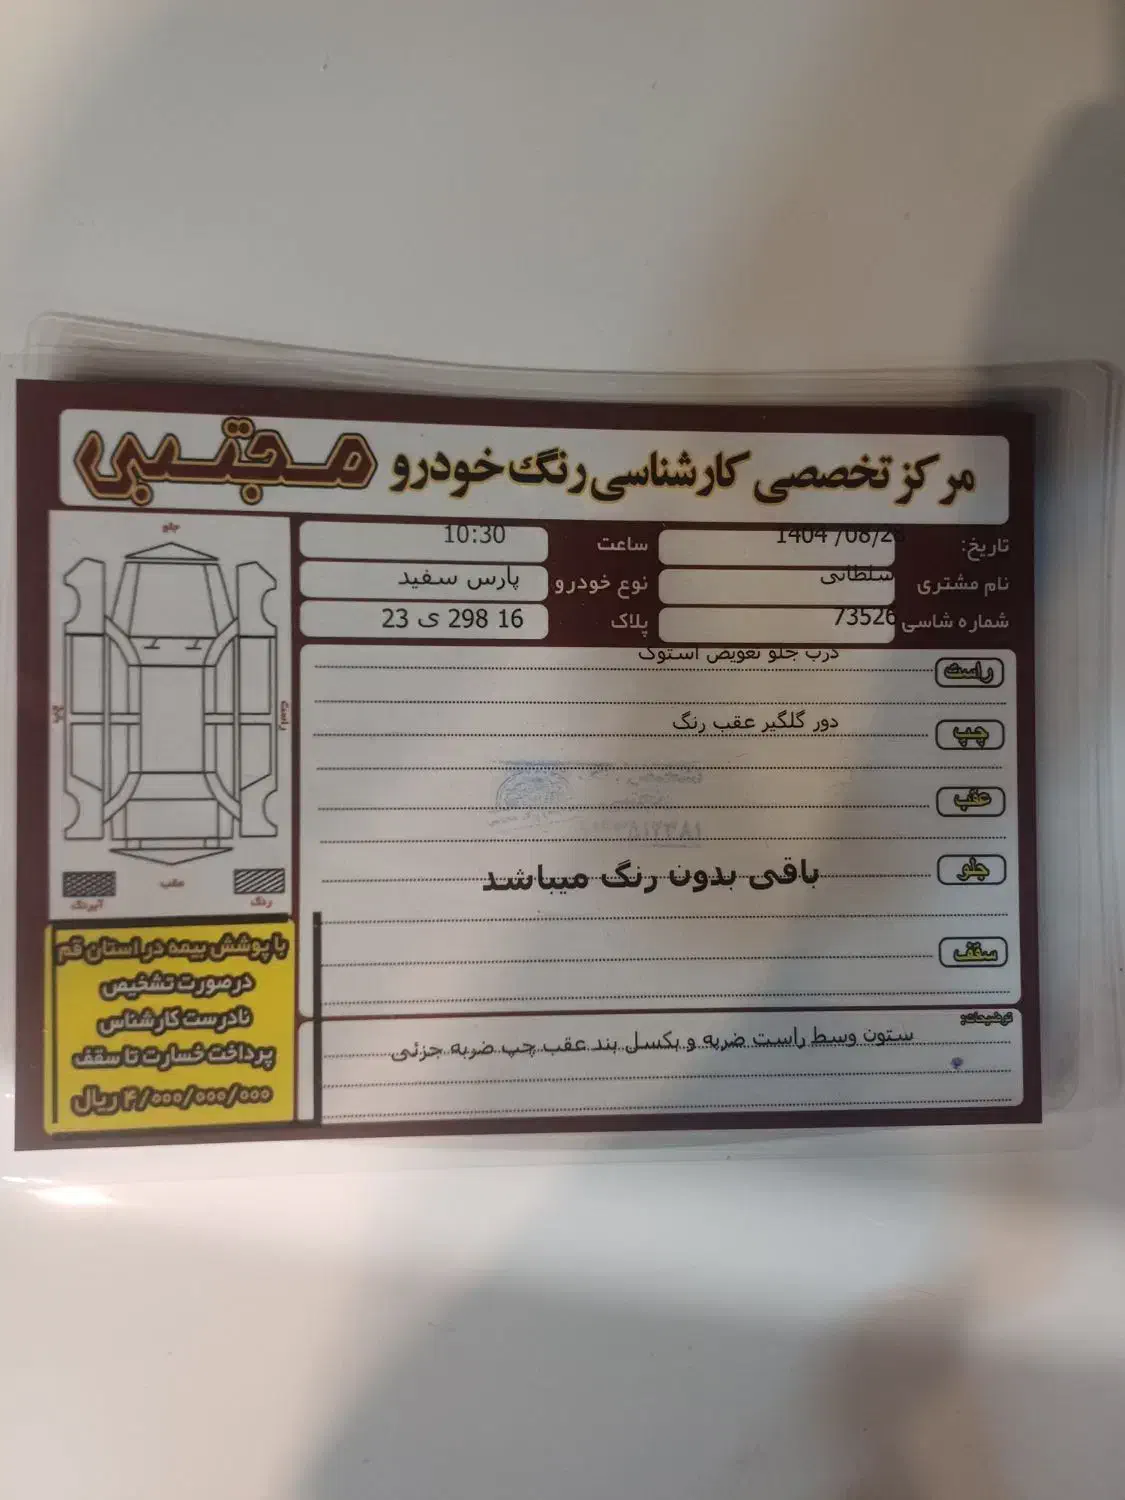 مرکز تخصصی کارشناسی رنگ خودرو مجتبی
تاریخ: 1404 /08/28
ساعت 10:30
نام مشتری سلطانی
نوع خودرو پارس سفید
شماره شاسی 73526
پلاک 16 298 ی 23
راست درب جلو تعویض استوک
چپ دور گلگیر عقب رنگ
عقب
جلو باقی بدون رنگ میباشد
سقف
توضیحات:
ستون وسط راست ضربه و بکسل بند عقب چپ ضربه جزئی
جلو
راست
چپ
عقب
رنگ
آبرنگ
با پوشش بیمه در استان قم
در صورت تشخیص
نادرست کارشناس
پرداخت خسارت تا سقف
۴/۰۰۰/۰۰۰/۰۰۰ ریال